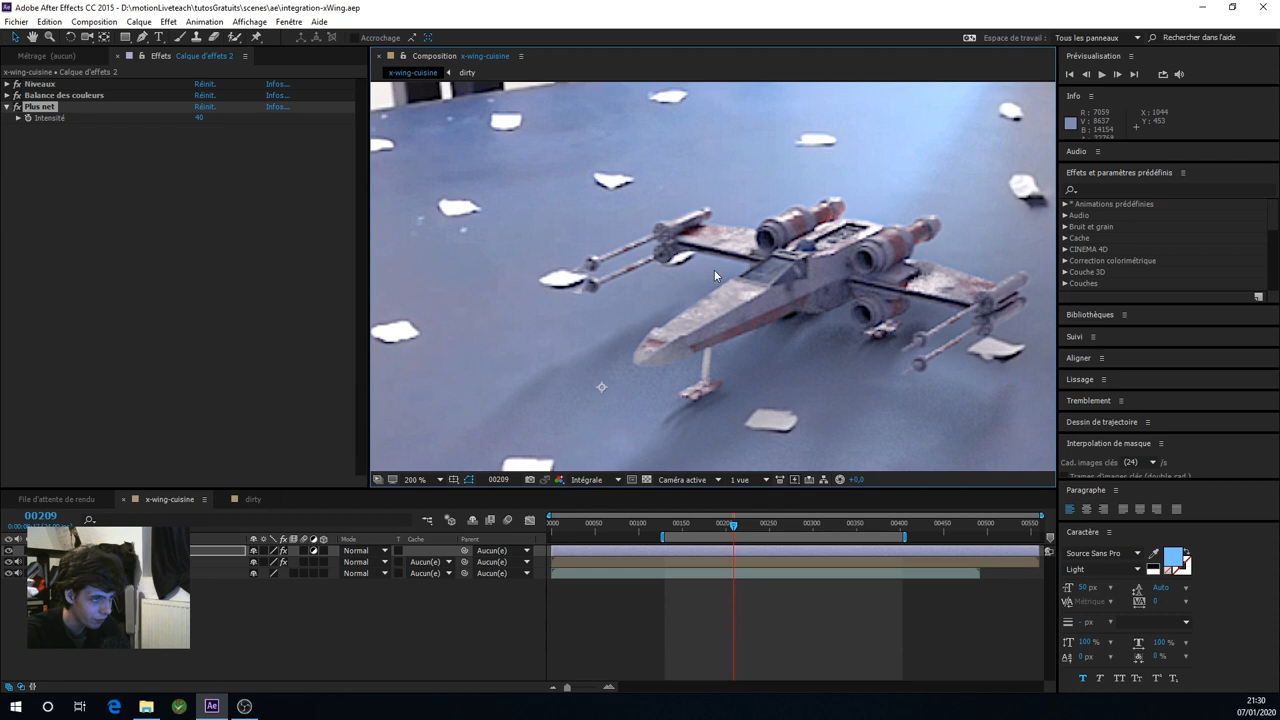 Adobe After Effects CC 2015 - D:\motionLiveteach\tutosGratuits\scenes\ae\integration-xWing.aep
Fichier Edition Composition Calque Effet Animation Affichage Fenêtre Aide
Accrochage
Espace de travail : Tous les panneaux
Rechercher dans l'aide
Métrage (aucun)
Effets Calque d'effets 2
Composition x-wing-cuisine
Prévisualisation
x-wing-cuisine • Calque d'effets 2
x-wing-cuisine dirty
Niveaux Réinit. Infos...
Balance des couleurs Réinit. Infos...
Plus net Réinit. Infos...
Intensité 40
Info
R : 7059 X : 1044
V : 8637 Y : 453
B : 14154
Audio
Effets et paramètres prédéfinis
* Animations prédéfinies
Audio
Bruit et grain
Cache
CINEMA 4D
Correction colorimétrique
Couche 3D
Couches
Bibliothèques
Suivi
Aligner
Lissage
Tremblement
Dessin de trajectoire
Interpolation de masque
Cad. images clés (24) /s
200 % 00209 Intégrale Caméra active 1 vue +0,0
File d'attente de rendu x-wing-cuisine dirty
00209
Mode T Cache Parent
Normal Aucun(e)
Normal Aucun(e) Aucun(e)
Normal Aucun(e) Aucun(e)
0000 00050 00100 00150 00250 00300 00350 00400 00450 00500 00550
Paragraphe
Caractère
Source Sans Pro
Light
50 px Auto
Métrique 0
- px
100 % 100 %
0 px 0 %
T T TT Tr T¹ T₁
21:30
07/01/2020